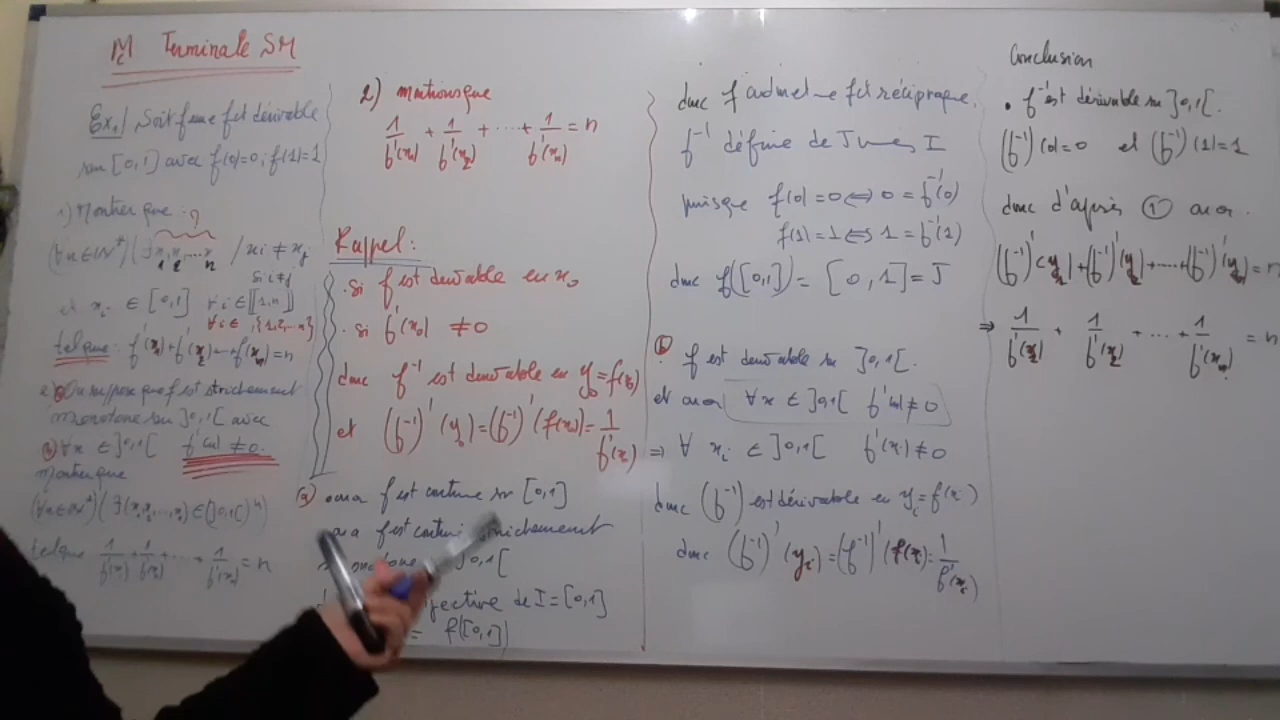 Mc Terminale SM
Ex1/ Soit f une fct dérivable
sur [0,1] avec f(0)=0; f(1)=1
1) Montrer que
(∀n∈IN*)(∃x₁,x₂,...,xₙ / xi ≠ xj
si i≠j
et xi ∈ [0,1] ∀i∈[[1,n]]
∀i∈ {1,2,...n}
tel que: f'(x₁)+f'(x₂)+...+f'(xₙ)=n
2) a) On suppose que f est strictement
monotone sur ]0,1[ avec
b) ∀x ∈ ]0,1[ f'(x) ≠ 0.
Montrer que
(∀n∈IN*)(∃(x₁,x₂,...,xₙ)∈(]0,1[)ⁿ)
tel que 1/f'(x₁) + 1/f'(x₂) + ... + 1/f'(xₙ) = n
2) montrons que
1/f'(x₁) + 1/f'(x₂) + ... + 1/f'(xₙ) = n
Rappel:
. si f est dérivable en x₀
. si f'(x₀) ≠ 0
donc f⁻¹ est dérivable en y₀=f(x₀)
et (f⁻¹)'(y₀)=(f⁻¹)'(f(x₀))=1/f'(x₀)
(a) . on a f est continue sur [0,1]
on a f est continue strictement
]0,1[
de I=[0,1]
= f([0,1])
donc f admet une fct réciproque.
f⁻¹ définie de J vers I
puisque f(0)=0 ⟺ 0=f⁻¹(0)
f(1)=1 ⟺ 1=f⁻¹(1)
donc f([0,1])=[0,1]=J
(b) f est dérivable sur ]0,1[.
et on a ∀x ∈ ]0,1[ f'(x) ≠ 0
⇒ ∀ xi ∈ ]0,1[ f'(xi) ≠ 0
donc (f⁻¹) est dérivable en yi=f(xi)
donc (f⁻¹)'(yi)=(f⁻¹)'(f(xi))=1/f'(xi)
Conclusion
• f⁻¹ est dérivable sur ]0,1[.
(f⁻¹)(0)=0 et (f⁻¹)(1)=1
donc d'après ① on a.
(f⁻¹)'(y₁)+(f⁻¹)'(y₂)+....+(f⁻¹)'(yₙ)=n
⇒ 1/f'(x₁) + 1/f'(x₂) + ... + 1/f'(xₙ) = n